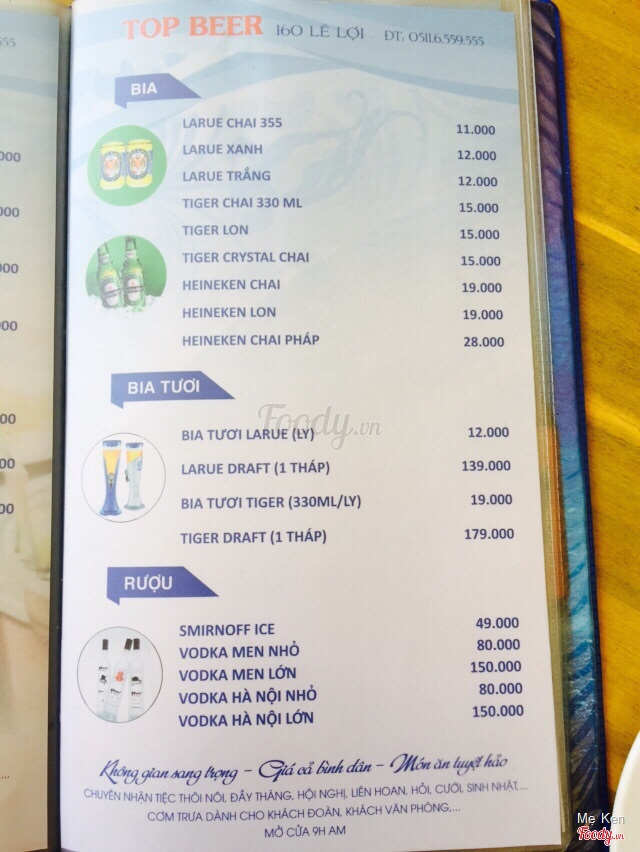 TOP BEER 160 LÊ LỢI ĐT. 0511.6.559.555
BIA
LARUE CHAI 355 11.000
LARUE XANH 12.000
LARUE TRẮNG 12.000
TIGER CHAI 330 ML 15.000
TIGER LON 15.000
TIGER CRYSTAL CHAI 15.000
HEINEKEN CHAI 19.000
HEINEKEN LON 19.000
HEINEKEN CHAI PHÁP 28.000
BIA TƯƠI
Foody.vn
BIA TƯƠI LARUE (LY) 12.000
LARUE DRAFT (1 THÁP) 139.000
BIA TƯƠI TIGER (330ML/LY) 19.000
TIGER DRAFT (1 THÁP) 179.000
RƯỢU
SMIRNOFF ICE 49.000
VODKA MEN NHỎ 80.000
VODKA MEN LỚN 150.000
VODKA HÀ NỘI NHỎ 80.000
VODKA HÀ NỘI LỚN 150.000
Không gian sang trọng - Giá cả bình dân - Món ăn tuyệt hảo
CHUYÊN NHẬN TIỆC THÔI NÔI, ĐẦY THÁNG, HỘI NGHỊ, LIÊN HOAN, HỎI, CƯỚI, SINH NHẬT,...
CƠM TRƯA DÀNH CHO KHÁCH ĐOÀN, KHÁCH VĂN PHÒNG,...
MỞ CỬA 9H AM
Mẹ Ken
Foody.vn